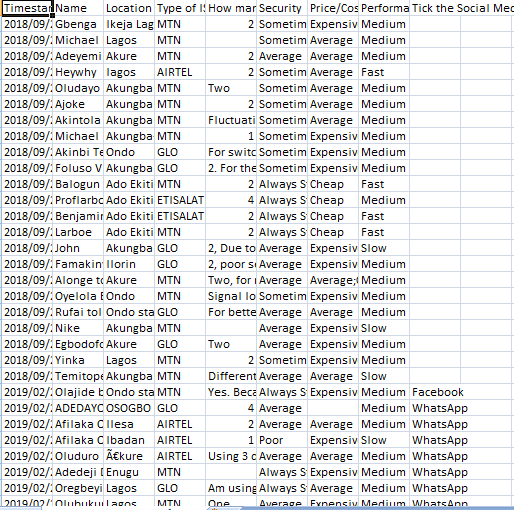 Timestar Name Location Type of IS How mar Security Price/Cos Performa Tick the Social Med
2018/09/ Gbenga Ikeja Lag MTN 2 Sometim Expensiv Medium
2018/09/ Michael Lagos MTN Sometim Average Medium
2018/09/ Adeyemi Akure MTN 2 Average Average Medium
2018/09/ Heywhy lagos AIRTEL 2 Sometim Average Fast
2018/09/ Oludayo Akungba MTN Two Sometim Average Medium
2018/09/ Ajoke Akungba MTN 2 Sometim Average Medium
2018/09/ Akintola Akungba MTN Fluctuati Sometim Average Medium
2018/09/ Michael Akungba MTN 1 Sometim Expensiv Medium
2018/09/ Akinbi Te Ondo GLO For switc Sometim Expensiv Medium
2018/09/ Foluso V Akungba GLO 2. For the Sometim Expensiv Medium
2018/09/ Balogun Ado Ekiti MTN 2 Always S Cheap Fast
2018/09/ Proflarbo Ado Ekiti ETISALAT 4 Always S Cheap Medium
2018/09/ Benjamir Ado Ekiti ETISALAT 2 Always S Cheap Fast
2018/09/ Larboe Ado Ekiti MTN 2 Always S Cheap Fast
2018/09/ John Akungba GLO 2, Due to Average Expensiv Slow
2018/09/ Famakin Ilorin GLO 2, poor s Average Expensiv Medium
2018/09/ Alonge to Akure MTN Two, for Average Average; Medium
2018/09/ Oyelola E Ondo MTN Signal lo Sometim Expensiv Medium
2018/09/ Rufai tol Ondo sta GLO For bette Average Average Medium
2018/09/ Nike Akungba MTN Average Expensiv Slow
2018/09/ Egbodofo Akure GLO Two Average Expensiv Medium
2018/09/ Yinka Lagos MTN 2 Sometim Expensiv Medium
2018/09/ Temitope Akungba MTN Different Average Average Slow
2019/02/ Olajide b Ondo sta MTN Yes. Beca Always S Expensiv Medium Facebook
2019/02/ ADEDAYO OSOGBO GLO 4 Average Medium WhatsApp
2019/02/ Afilaka O Ilesa AIRTEL 2 Average Average Medium WhatsApp
2019/02/ Afilaka O Ibadan AIRTEL 1 Poor Expensiv Slow WhatsApp
2019/02/ Oluduro Ã€kure AIRTEL Using 3 d Average Average Medium WhatsApp
2019/02/ Adedeji Enugu MTN Always S Average Medium WhatsApp
2019/02/ Oregbeyi Lagos GLO Am using Always S Average Medium WhatsApp
2019/02/ Olubuku Lagos MTN One Average Expensiv Medium WhatsApp